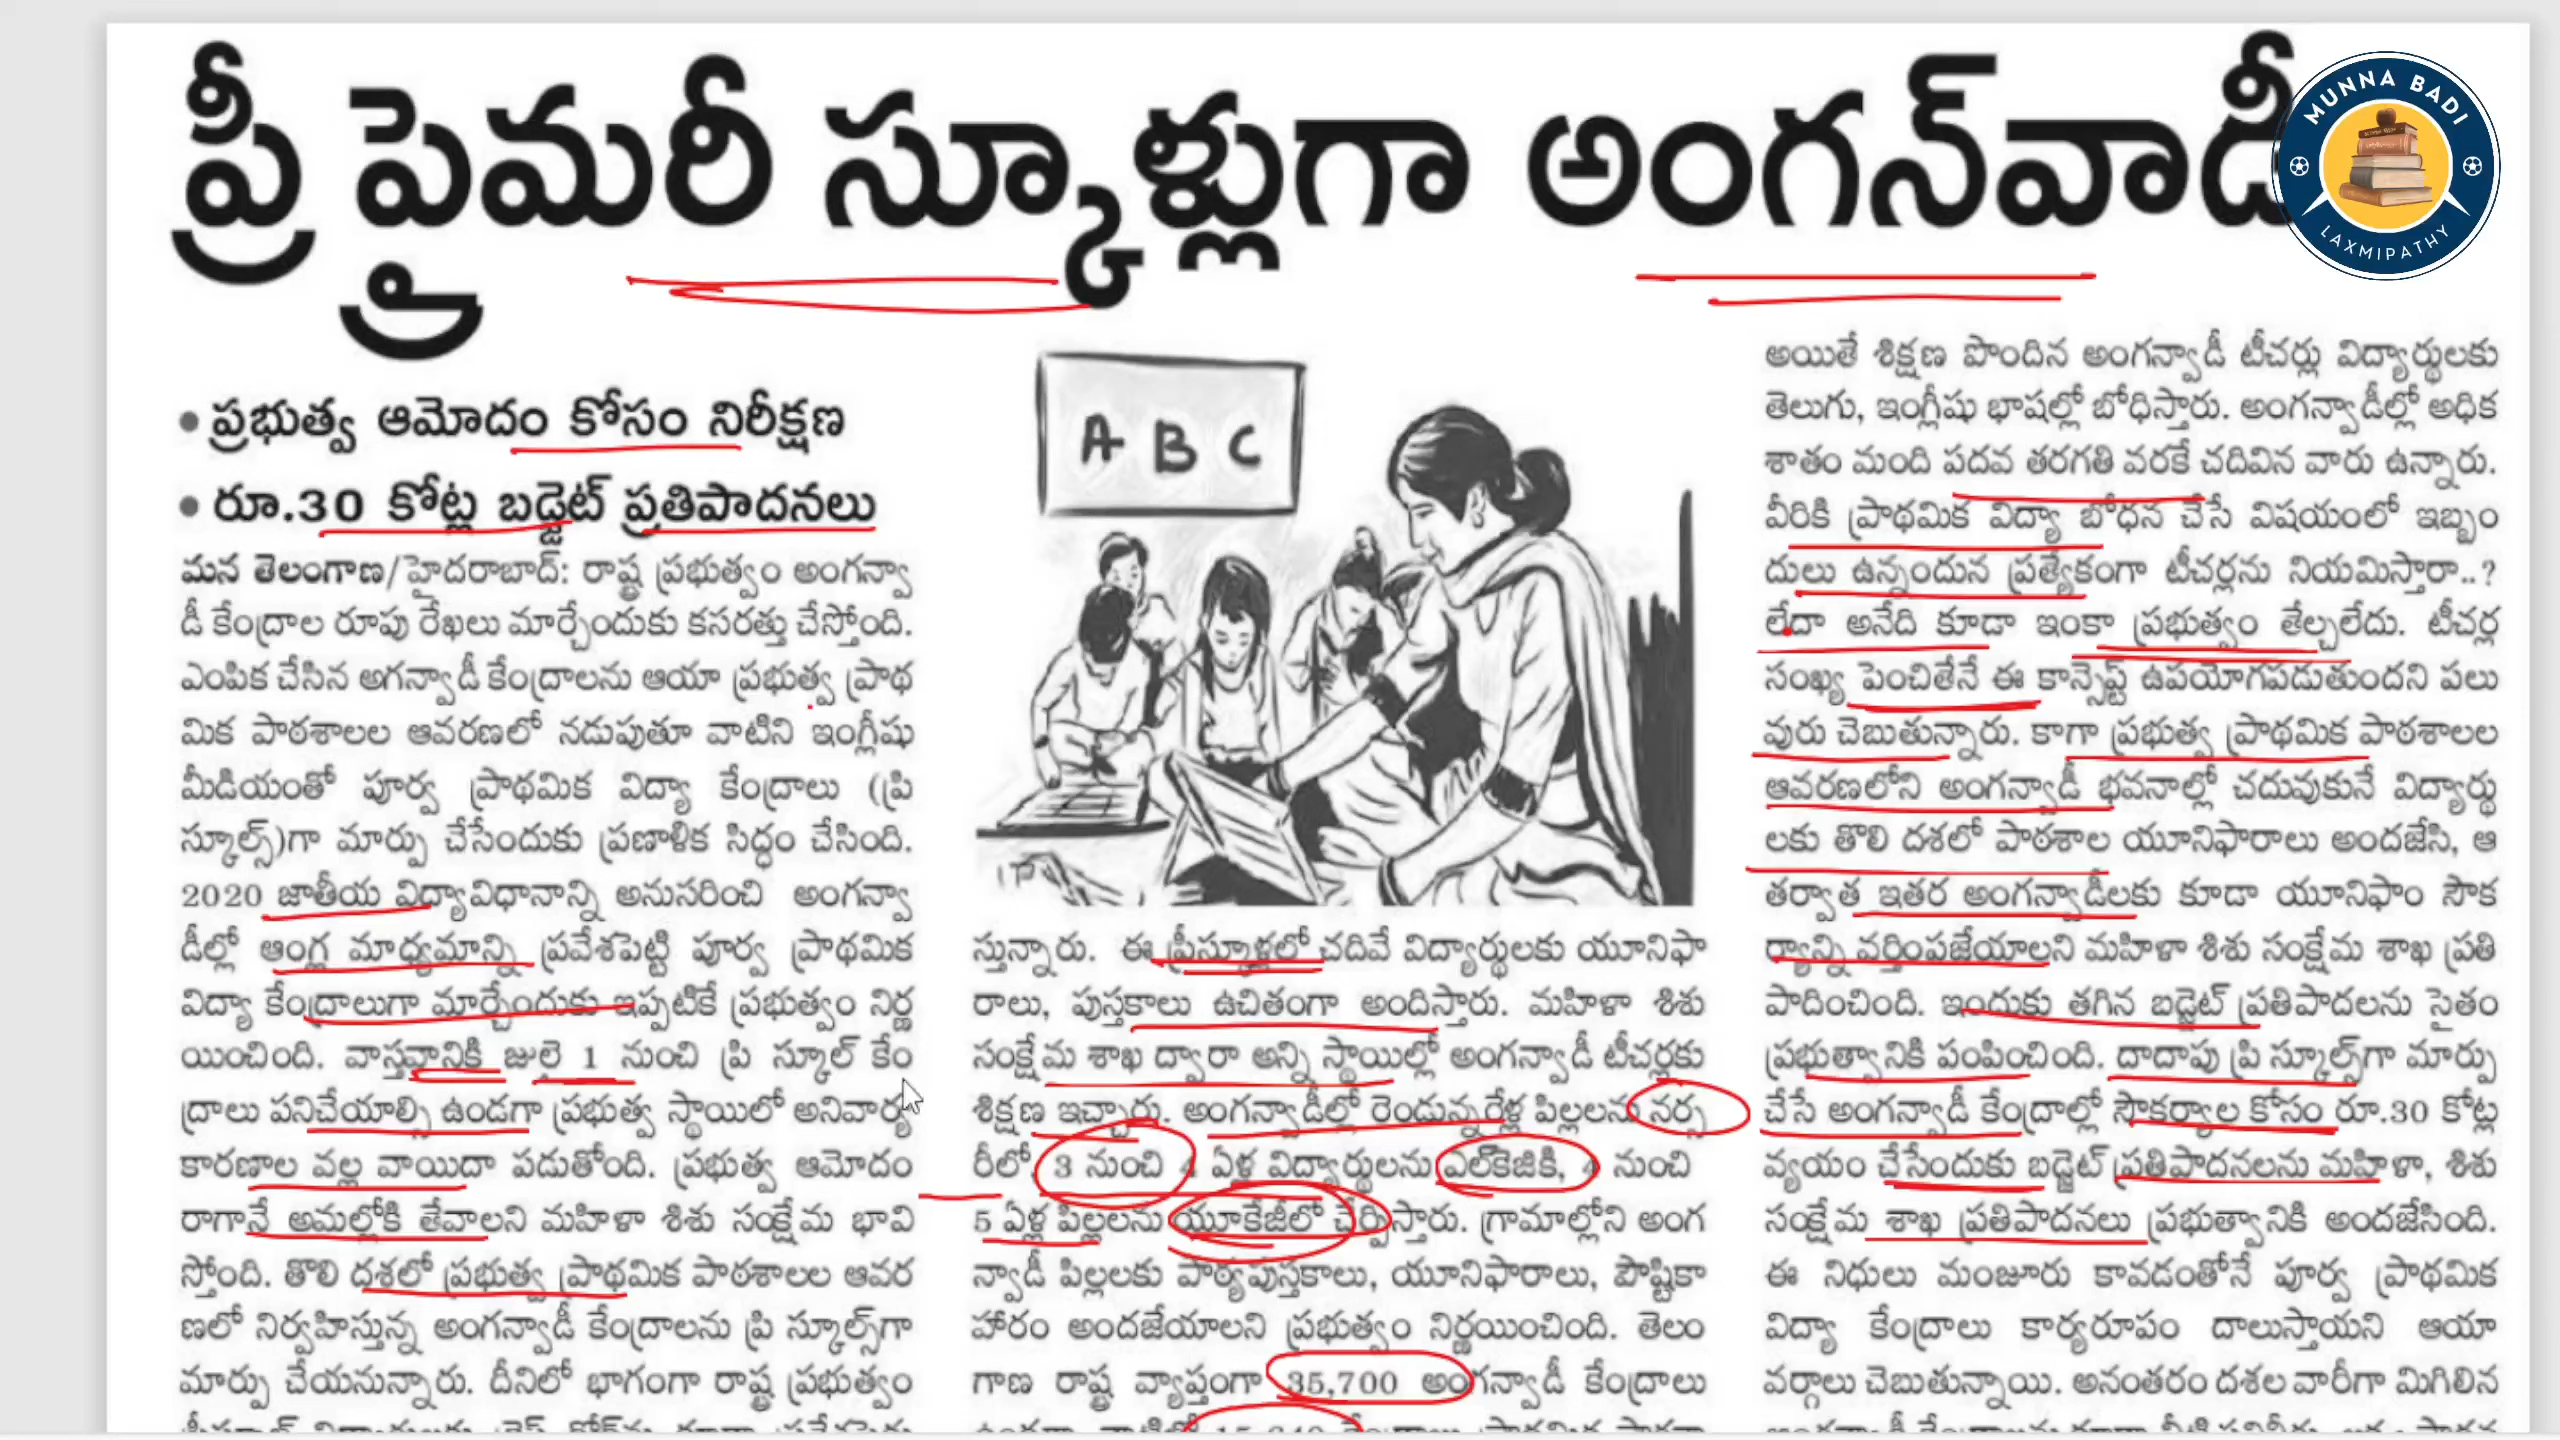 ప్రీ ప్రైమరీ స్కూళ్లుగా అంగన్‌వాడీ
MUNNA BADI
LAXMIPATHY
• ప్రభుత్వ ఆమోదం కోసం నిరీక్షణ
• రూ.30 కోట్ల బడ్జెట్ ప్రతిపాదనలు
మన తెలంగాణ/హైదరాబాద్: రాష్ట్ర ప్రభుత్వం అంగన్వా
డీ కేంద్రాల రూపు రేఖలు మార్చేందుకు కసరత్తు చేస్తోంది.
ఎంపిక చేసిన అగన్వాడీ కేంద్రాలను ఆయా ప్రభుత్వ ప్రాథ
మిక పాఠశాలల ఆవరణలో నడుపుతూ వాటిని ఇంగ్లీషు
మీడియంతో పూర్వ ప్రాథమిక విద్యా కేంద్రాలు (ప్రి
స్కూల్స్)గా మార్పు చేసేందుకు ప్రణాళిక సిద్ధం చేసింది.
2020 జాతీయ విద్యావిధానాన్ని అనుసరించి అంగన్వా
డీల్లో ఆంగ్ల మాధ్యమాన్ని ప్రవేశపెట్టి పూర్వ ప్రాథమిక
విద్యా కేంద్రాలుగా మార్చేందుకు ఇప్పటికే ప్రభుత్వం నిర్ణ
యించింది. వాస్తవానికి జులై 1 నుంచి ప్రి స్కూల్ కేం
ద్రాలు పనిచేయాల్సి ఉండగా ప్రభుత్వ స్థాయిలో అనివార్య
కారణాల వల్ల వాయిదా పడుతోంది. ప్రభుత్వ ఆమోదం
రాగానే అమల్లోకి తేవాలని మహిళా శిశు సంక్షేమ భావి
స్తోంది. తొలి దశలో ప్రభుత్వ ప్రాథమిక పాఠశాలల ఆవర
ణలో నిర్వహిస్తున్న అంగన్వాడీ కేంద్రాలను ప్రి స్కూల్స్‌గా
మార్పు చేయనున్నారు. దీనిలో భాగంగా రాష్ట్ర ప్రభుత్వం
A B C
స్తున్నారు. ఈ ప్రీస్కూళ్లలో చదివే విద్యార్థులకు యూనిఫా
రాలు, పుస్తకాలు ఉచితంగా అందిస్తారు. మహిళా శిశు
సంక్షేమ శాఖ ద్వారా అన్ని స్థాయిల్లో అంగన్వాడీ టీచర్లకు
శిక్షణ ఇచ్చారు. అంగన్వాడీల్లో రెండున్నరేళ్ల పిల్లలను నర్స
రీలో, 3 నుంచి 4 ఏళ్ల విద్యార్థులను ఎల్‌కెజికి, 4 నుంచి
5 ఏళ్ల పిల్లలను యూకేజీలో చేర్పిస్తారు. గ్రామాల్లోని అంగ
న్వాడీ పిల్లలకు పాఠ్యపుస్తకాలు, యూనిఫారాలు, పౌష్టికా
హారం అందజేయాలని ప్రభుత్వం నిర్ణయించింది. తెలం
గాణ రాష్ట్ర వ్యాప్తంగా 35,700 అంగన్వాడీ కేంద్రాలు
అయితే శిక్షణ పొందిన అంగన్వాడీ టీచర్లు విద్యార్థులకు
తెలుగు, ఇంగ్లీషు భాషల్లో బోధిస్తారు. అంగన్వాడీల్లో అధిక
శాతం మంది పదవ తరగతి వరకే చదివిన వారు ఉన్నారు.
వీరికి ప్రాథమిక విద్యా బోధన చేసే విషయంలో ఇబ్బం
దులు ఉన్నందున ప్రత్యేకంగా టీచర్లను నియమిస్తారా..?
లేదా అనేది కూడా ఇంకా ప్రభుత్వం తేల్చలేదు. టీచర్ల
సంఖ్య పెంచితేనే ఈ కాన్సెప్ట్ ఉపయోగపడుతుందని పలు
వురు చెబుతున్నారు. కాగా ప్రభుత్వ ప్రాథమిక పాఠశాలల
ఆవరణలోని అంగన్వాడీ భవనాల్లో చదువుకునే విద్యార్థు
లకు తొలి దశలో పాఠశాల యూనిఫారాలు అందజేసి, ఆ
తర్వాత ఇతర అంగన్వాడీలకు కూడా యూనిఫాం సౌక
ర్యాన్ని వర్తింపజేయాలని మహిళా శిశు సంక్షేమ శాఖ ప్రతి
పాదించింది. ఇందుకు తగిన బడ్జెట్ ప్రతిపాదలను సైతం
ప్రభుత్వానికి పంపించింది. దాదాపు ప్రి స్కూల్స్‌గా మార్పు
చేసే అంగన్వాడీ కేంద్రాల్లో సౌకర్యాల కోసం రూ.30 కోట్ల
వ్యయం చేసేందుకు బడ్జెట్ ప్రతిపాదనలను మహిళా, శిశు
సంక్షేమ శాఖ ప్రతిపాదనలు ప్రభుత్వానికి అందజేసింది.
ఈ నిధులు మంజూరు కావడంతోనే పూర్వ ప్రాథమిక
విద్యా కేంద్రాలు కార్యరూపం దాలుస్తాయని ఆయా
వర్గాలు చెబుతున్నాయి. అనంతరం దశల వారీగా మిగిలిన